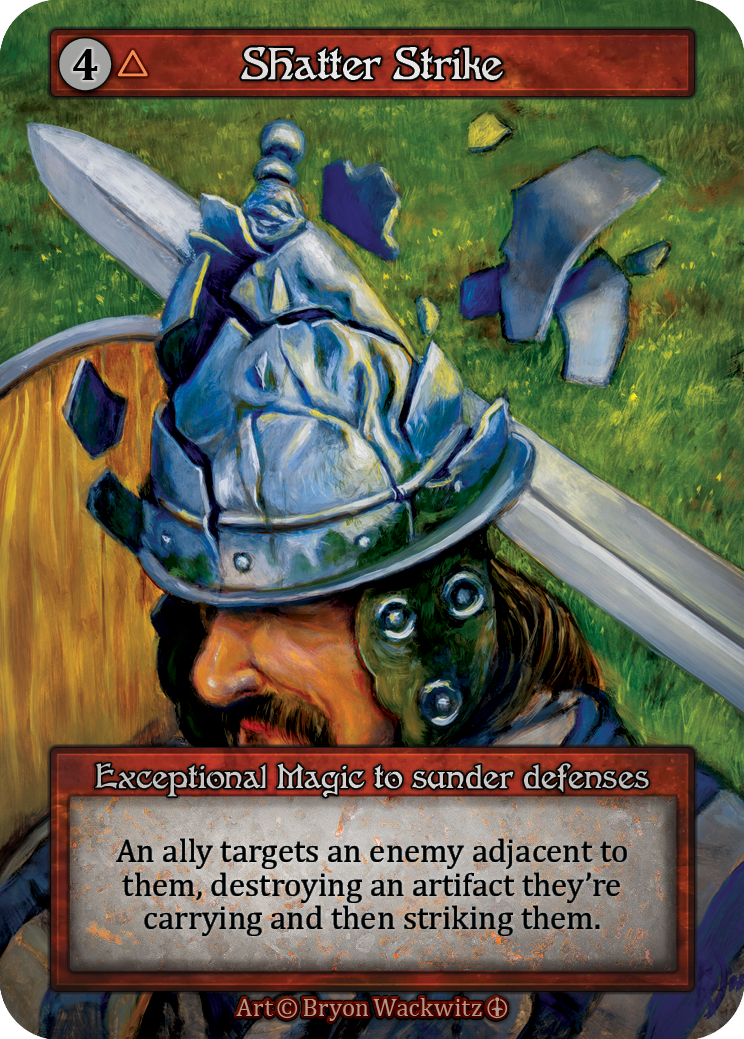 4
Shatter Strike
Exceptional Magic to sunder defenses
An ally targets an enemy adjacent to
them, destroying an artifact they're
carrying and then striking them.
Art © Bryon Wackwitz